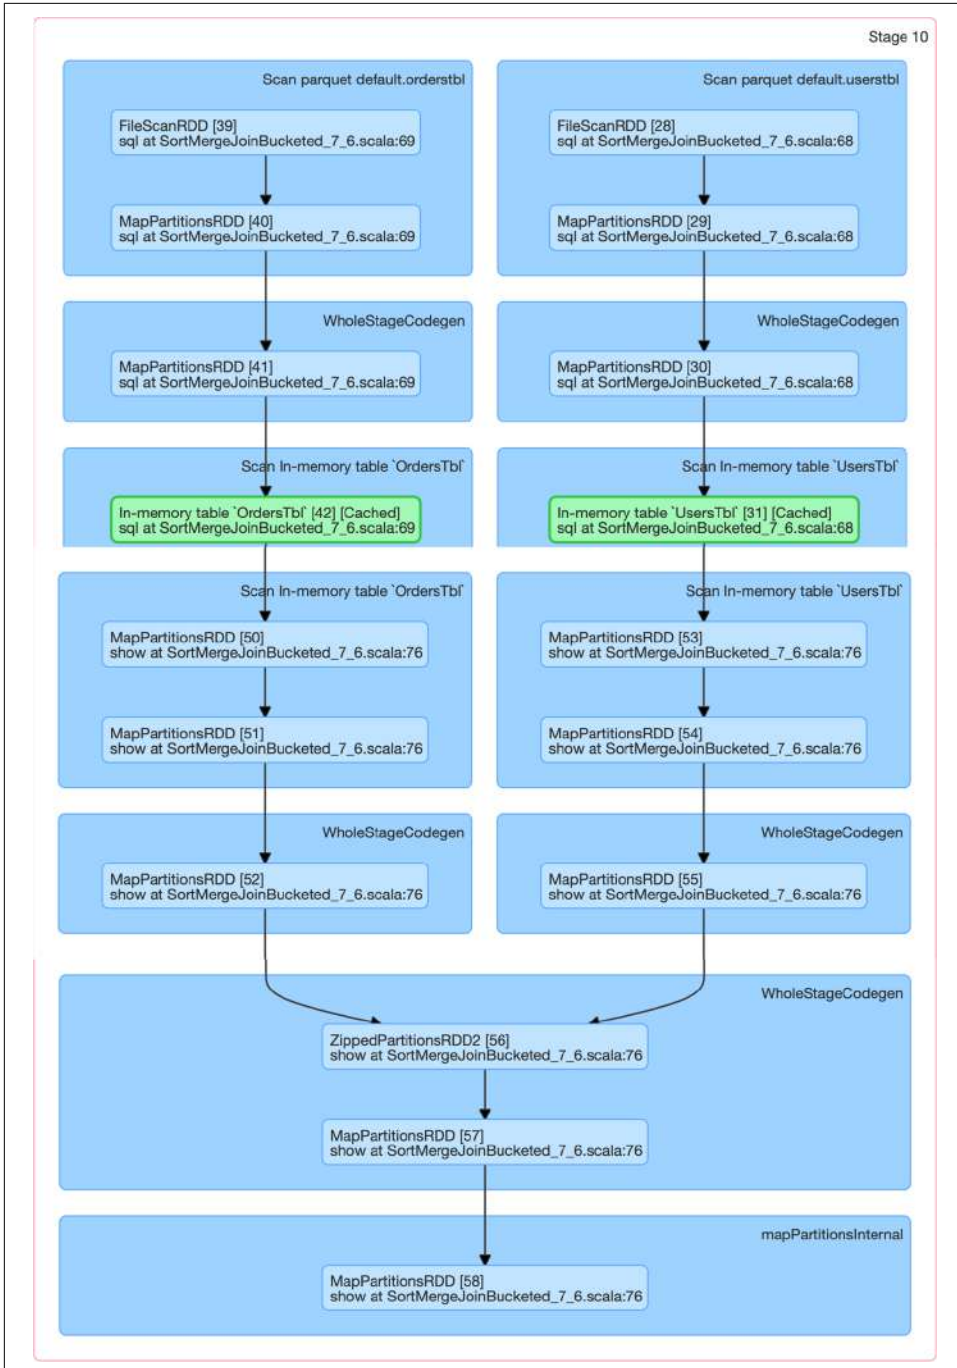 Stage 10
Scan parquet default.orderstbl
FileScanRDD [39]
sql at SortMergeJoinBucketed_7_6.scala:69
MapPartitionsRDD [40]
sql at SortMergeJoinBucketed_7_6.scala:69
WholeStageCodegen
MapPartitionsRDD [41]
sql at SortMergeJoinBucketed_7_6.scala:69
Scan In-memory table `OrdersTbl`
In-memory table `OrdersTbl` [42] [Cached]
sql at SortMergeJoinBucketed_7_6.scala:69
Scan In-memory table `OrdersTbl`
MapPartitionsRDD [50]
show at SortMergeJoinBucketed_7_6.scala:76
MapPartitionsRDD [51]
show at SortMergeJoinBucketed_7_6.scala:76
WholeStageCodegen
MapPartitionsRDD [52]
show at SortMergeJoinBucketed_7_6.scala:76
Scan parquet default.userstbl
FileScanRDD [28]
sql at SortMergeJoinBucketed_7_6.scala:68
MapPartitionsRDD [29]
sql at SortMergeJoinBucketed_7_6.scala:68
WholeStageCodegen
MapPartitionsRDD [30]
sql at SortMergeJoinBucketed_7_6.scala:68
Scan In-memory table `UsersTbl`
In-memory table `UsersTbl` [31] [Cached]
sql at SortMergeJoinBucketed_7_6.scala:68
Scan In-memory table `UsersTbl`
MapPartitionsRDD [53]
show at SortMergeJoinBucketed_7_6.scala:76
MapPartitionsRDD [54]
show at SortMergeJoinBucketed_7_6.scala:76
WholeStageCodegen
MapPartitionsRDD [55]
show at SortMergeJoinBucketed_7_6.scala:76
WholeStageCodegen
ZippedPartitionsRDD2 [56]
show at SortMergeJoinBucketed_7_6.scala:76
MapPartitionsRDD [57]
show at SortMergeJoinBucketed_7_6.scala:76
mapPartitionsInternal
MapPartitionsRDD [58]
show at SortMergeJoinBucketed_7_6.scala:76